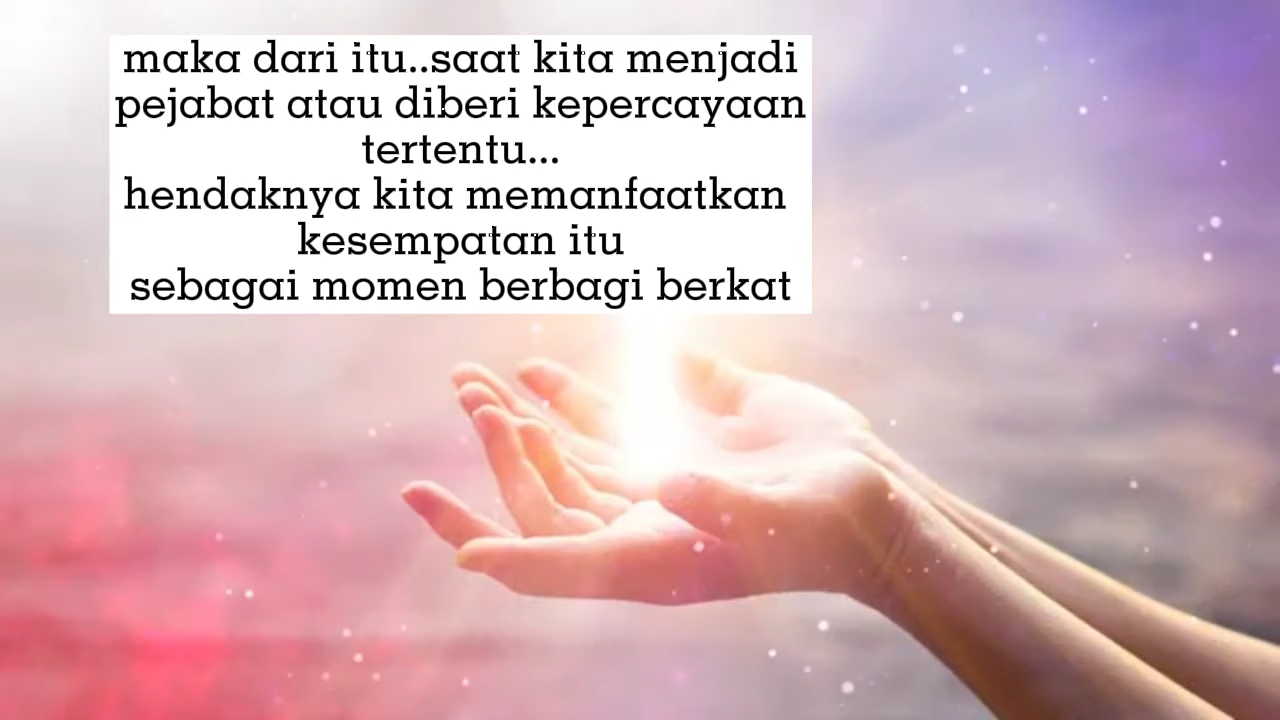 maka dari itu..saat kita menjadi
pejabat atau diberi kepercayaan
tertentu...
hendaknya kita memanfaatkan
kesempatan itu
sebagai momen berbagi berkat